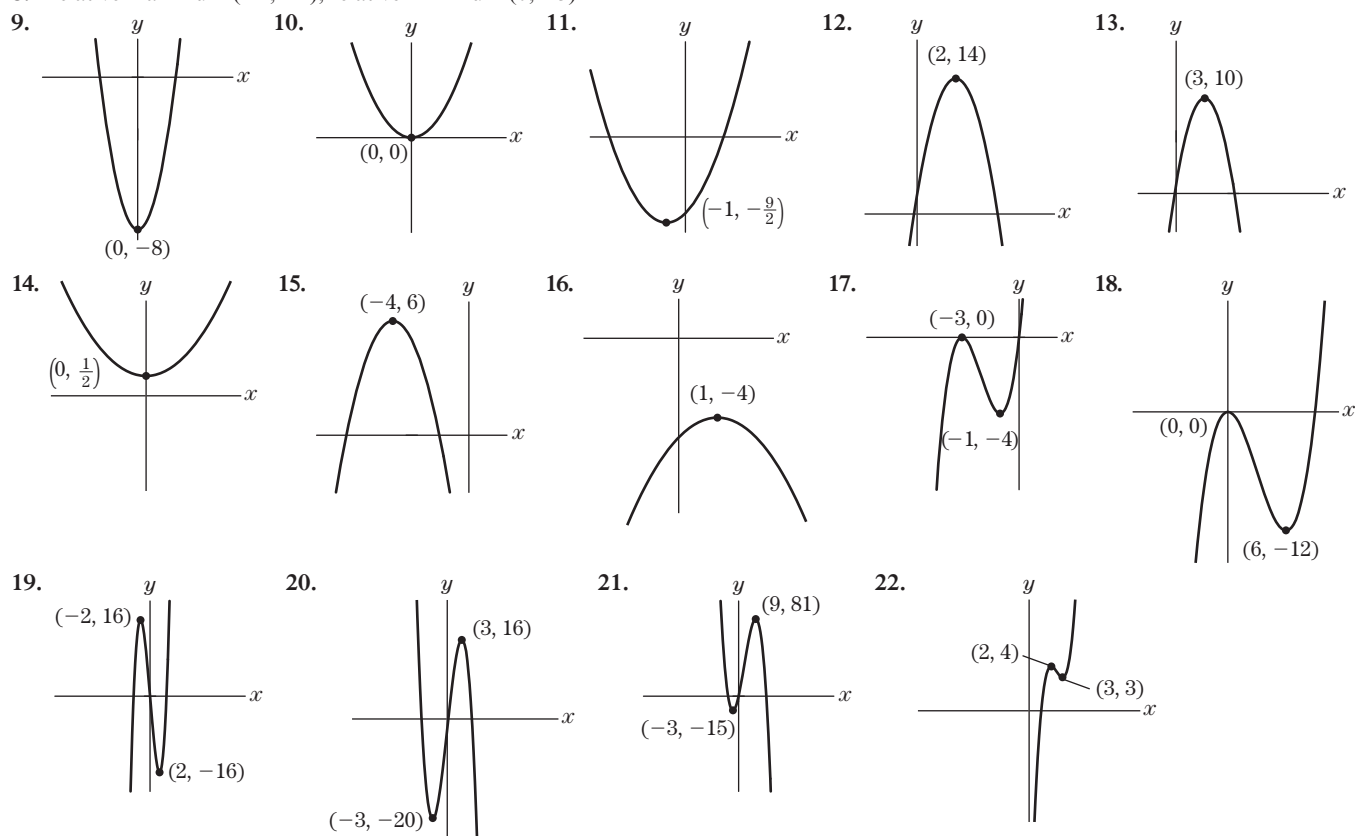 9.
y
x
(0, −8)
10.
y
x
(0, 0)
11.
y
x
(−1, −9/2)
12.
y
(2, 14)
x
13.
y
(3, 10)
x
14.
y
(0, 1/2)
x
15.
y
(−4, 6)
x
16.
y
x
(1, −4)
17.
y
(−3, 0)
x
(−1, −4)
18.
y
x
(0, 0)
(6, −12)
19.
y
(−2, 16)
x
(2, −16)
20.
y
(3, 16)
x
(−3, −20)
21.
y
(9, 81)
x
(−3, −15)
22.
y
(2, 4)
(3, 3)
x